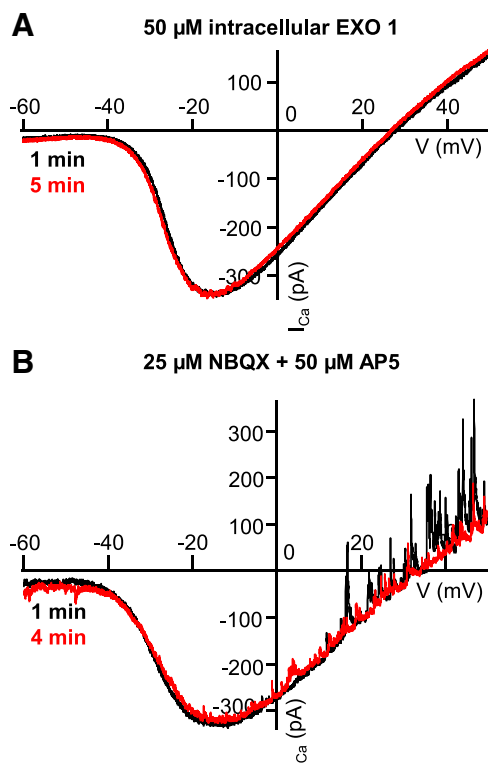 A
50 µM intracellular EXO 1
100
-60
-40
-20
0
20
40
V (mV)
1 min
5 min
-100
-200
-300
I Ca (pA)
B
25 µM NBQX + 50 µM AP5
300
200
100
-60
-40
-20
0
20
40
V (mV)
1 min
4 min
-100
-200
-300
Ca (pA)